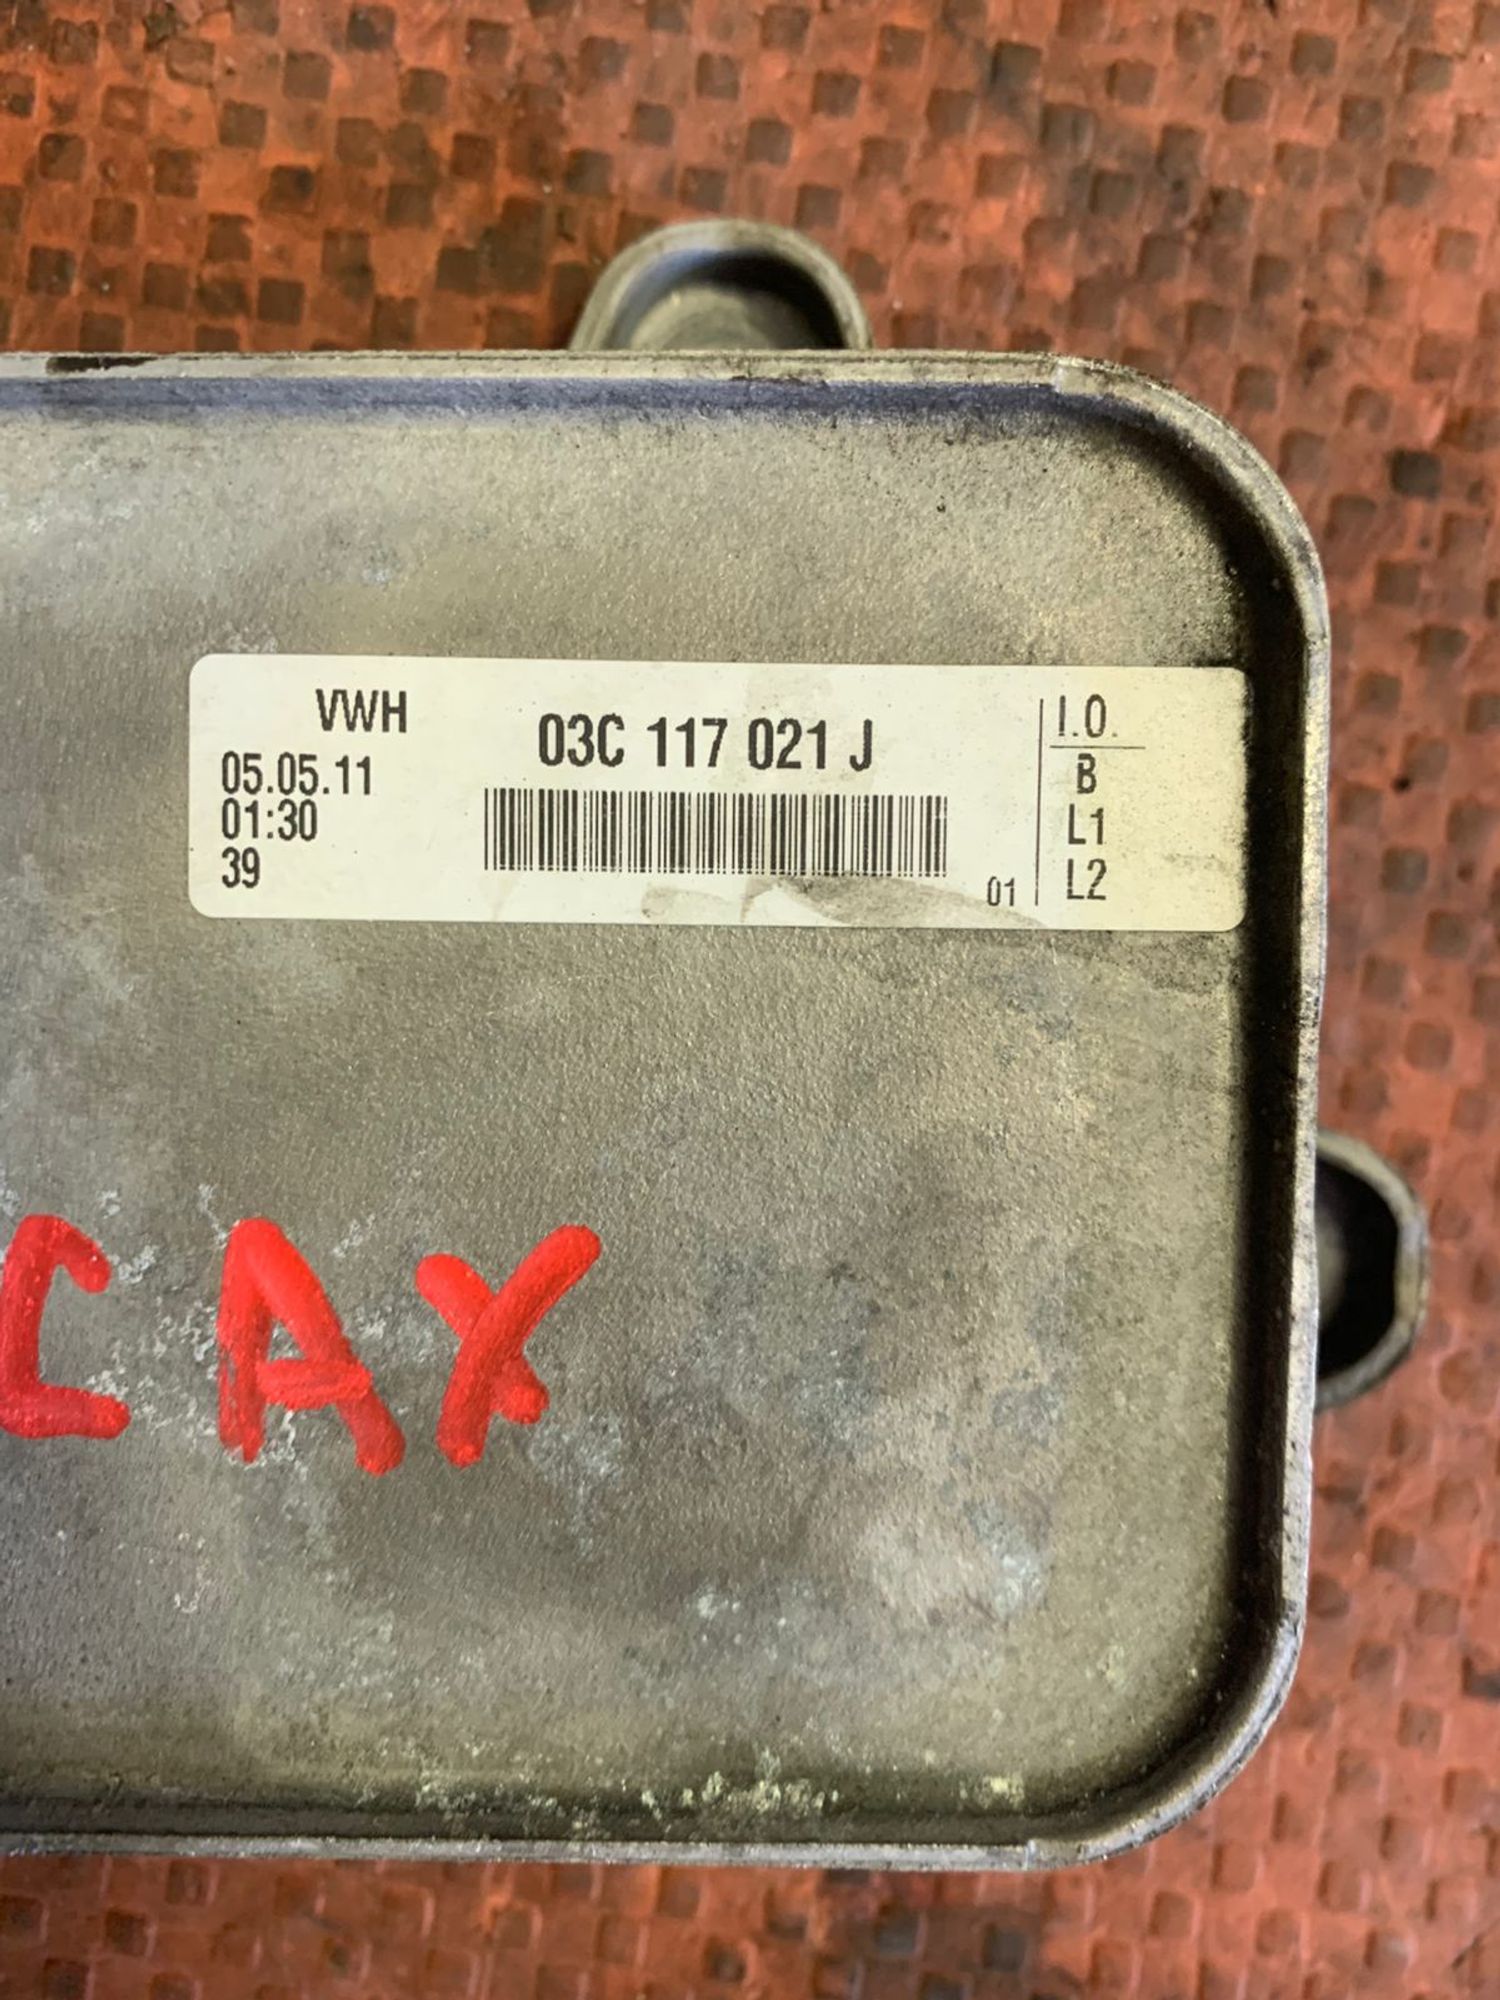 VWH
05.05.11
01:30
39
03C 117 021 J
01
I.O.
B
L1
L2
CAX